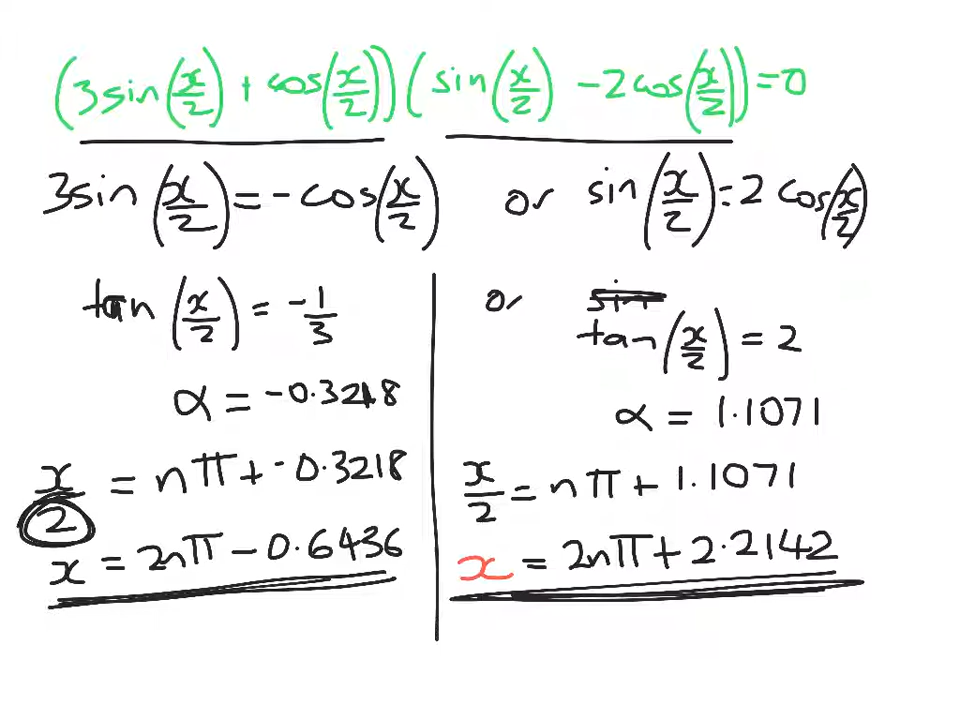 (3sin(x/2) + cos(x/2)) (sin(x/2) - 2cos(x/2)) = 0
3sin(x/2) = - cos(x/2) or sin(x/2) = 2 cos(x/2)
tan(x/2) = -1/3 or tan(x/2) = 2
α = -0.3218 α = 1.1071
x/2 = nπ + -0.3218 x/2 = nπ + 1.1071
x = 2nπ - 0.6436 x = 2nπ + 2.2142